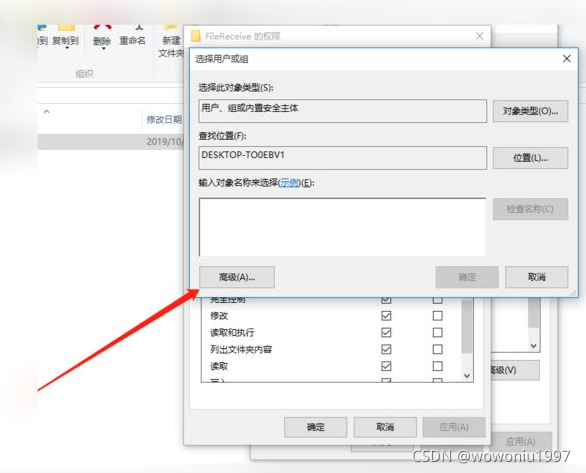 FileReceive 的权限
复制到
删除
重命名
新建
文件夹
组织
修改日期
2019/10/
选择用户或组
选择此对象类型(S):
用户、组或内置安全主体
对象类型(O)...
查找位置(F):
DESKTOP-TO0EBV1
位置(L)...
输入对象名称来选择(示例)(E):
检查名称(C)
高级(A)...
确定
取消
完全控制
修改
读取和执行
列出文件夹内容
读取
高级(V)
确定
取消
应用(A)
应用(A)
CSDN @wowoniu1997